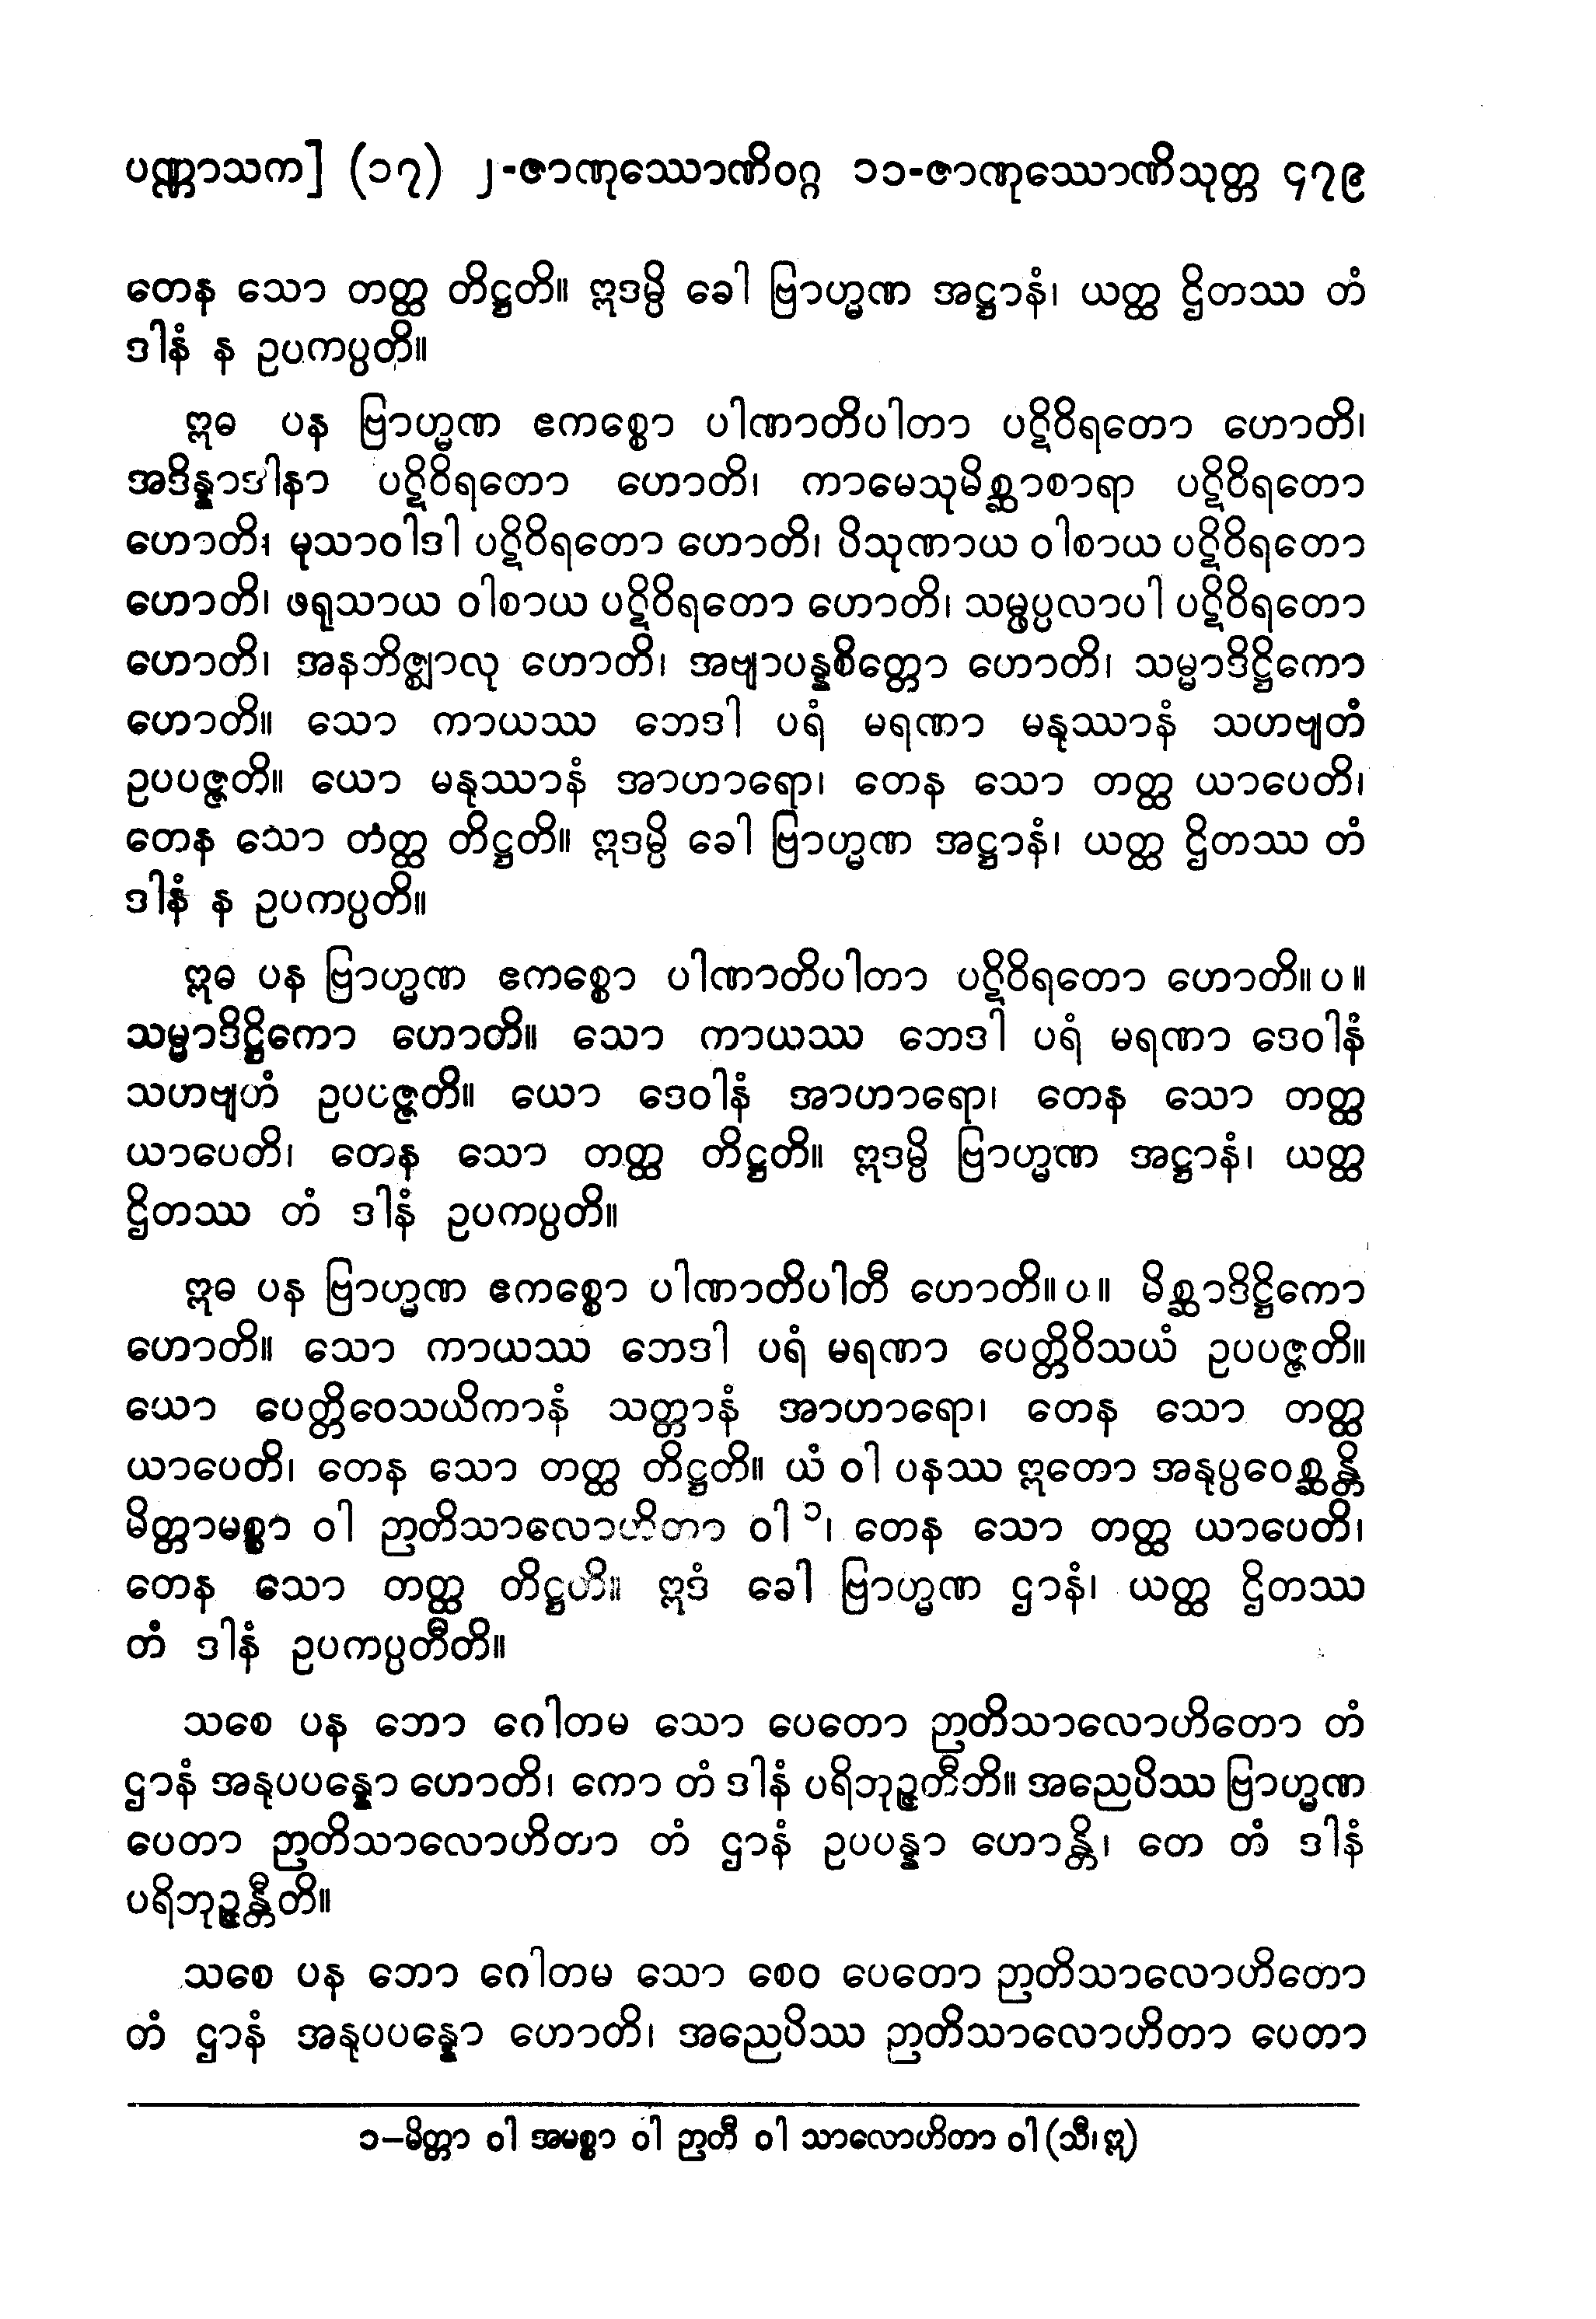 ပဏ္ဏာသက] (၁၇) ၂-ဇာဏုဿောဏိဝဂ္ဂ ၁၁-ဇာဏုဿောဏိသုတ္တ ၄၇၉
တေန သော တတ္ထ တိဋ္ဌတိ။ ဣဒမ္ပိ ခေါ ဗြာဟ္မဏ အဋ္ဌာနံ၊ ယတ္ထ ဌိတဿ တံ
ဒါနံ န ဥပကပ္ပတိ။
ဣဓ ပန ဗြာဟ္မဏ ဧကစ္စော ပါဏာတိပါတာ ပဋိဝိရတော ဟောတိ၊
အဒိန္နာဒါနာ ပဋိဝိရတော ဟောတိ၊ ကာမေသုမိစ္ဆာစာရာ ပဋိဝိရတော
ဟောတိ၊ မုသာဝါဒါ ပဋိဝိရတော ဟောတိ၊ ပိသုဏာယ ဝါစာယ ပဋိဝိရတော
ဟောတိ၊ ဖရုသာယ ဝါစာယ ပဋိဝိရတော ဟောတိ၊ သမ္ဖပ္ပလာပါ ပဋိဝိရတော
ဟောတိ၊ အနဘိဇ္ဈာလု ဟောတိ၊ အဗျာပန္နစိတ္တော ဟောတိ၊ သမ္မာဒိဋ္ဌိကော
ဟောတိ။ သော ကာယဿ ဘေဒါ ပရံ မရဏာ မနုဿာနံ သဟဗျတံ
ဥပပဇ္ဇတိ။ ယော မနုဿာနံ အာဟာရော၊ တေန သော တတ္ထ ယာပေတိ၊
တေန သော တတ္ထ တိဋ္ဌတိ။ ဣဒမ္ပိ ခေါ ဗြာဟ္မဏ အဋ္ဌာနံ၊ ယတ္ထ ဌိတဿ တံ
ဒါနံ န ဥပကပ္ပတိ။
ဣဓ ပန ဗြာဟ္မဏ ဧကစ္စော ပါဏာတိပါတာ ပဋိဝိရတော ဟောတိ။ ပ ။
သမ္မာဒိဋ္ဌိကော ဟောတိ။ သော ကာယဿ ဘေဒါ ပရံ မရဏာ ဒေဝါနံ
သဟဗျတံ ဥပပဇ္ဇတိ။ ယော ဒေဝါနံ အာဟာရော၊ တေန သော တတ္ထ
ယာပေတိ၊ တေန သော တတ္ထ တိဋ္ဌတိ။ ဣဒမ္ပိ ဗြာဟ္မဏ အဋ္ဌာနံ၊ ယတ္ထ
ဌိတဿ တံ ဒါနံ ဥပကပ္ပတိ။
ဣဓ ပန ဗြာဟ္မဏ ဧကစ္စော ပါဏာတိပါတီ ဟောတိ။ ပ ။ မိစ္ဆာဒိဋ္ဌိကော
ဟောတိ။ သော ကာယဿ ဘေဒါ ပရံ မရဏာ ပေတ္တိဝိသယံ ဥပပဇ္ဇတိ။
ယော ပေတ္တိဝေသယိကာနံ သတ္တာနံ အာဟာရော၊ တေန သော တတ္ထ
ယာပေတိ၊ တေန သော တတ္ထ တိဋ္ဌတိ။ ယံ ဝါ ပနဿ ဣတော အနုပ္ပဝေစ္ဆန္တိ
မိတ္တာမစ္စာ ဝါ ဉာတိသာလောဟိတာ ဝါ ၁၊ တေန သော တတ္ထ ယာပေတိ၊
တေန သော တတ္ထ တိဋ္ဌတိ။ ဣဒံ ခေါ ဗြာဟ္မဏ ဌာနံ၊ ယတ္ထ ဌိတဿ
တံ ဒါနံ ဥပကပ္ပတီတိ။
သစေ ပန ဘော ဂေါတမ သော ပေတော ဉာတိသာလောဟိတော တံ
ဌာနံ အနုပပန္နော ဟောတိ၊ ကော တံ ဒါနံ ပရိဘုဉ္ဇတီတိ။ အညေပိဿ ဗြာဟ္မဏ
ပေတာ ဉာတိသာလောဟိတာ တံ ဌာနံ ဥပပန္နာ ဟောန္တိ၊ တေ တံ ဒါနံ
ပရိဘုဉ္ဇန္တီတိ။
သစေ ပန ဘော ဂေါတမ သော စေဝ ပေတော ဉာတိသာလောဟိတော
တံ ဌာနံ အနုပပန္နော ဟောတိ၊ အညေပိဿ ဉာတိသာလောဟိတာ ပေတာ
၁–မိတ္တာ ဝါ အမစ္စာ ဝါ ဉာတီ ဝါ သာလောဟိတာ ဝါ (သီ၊ ဣ)